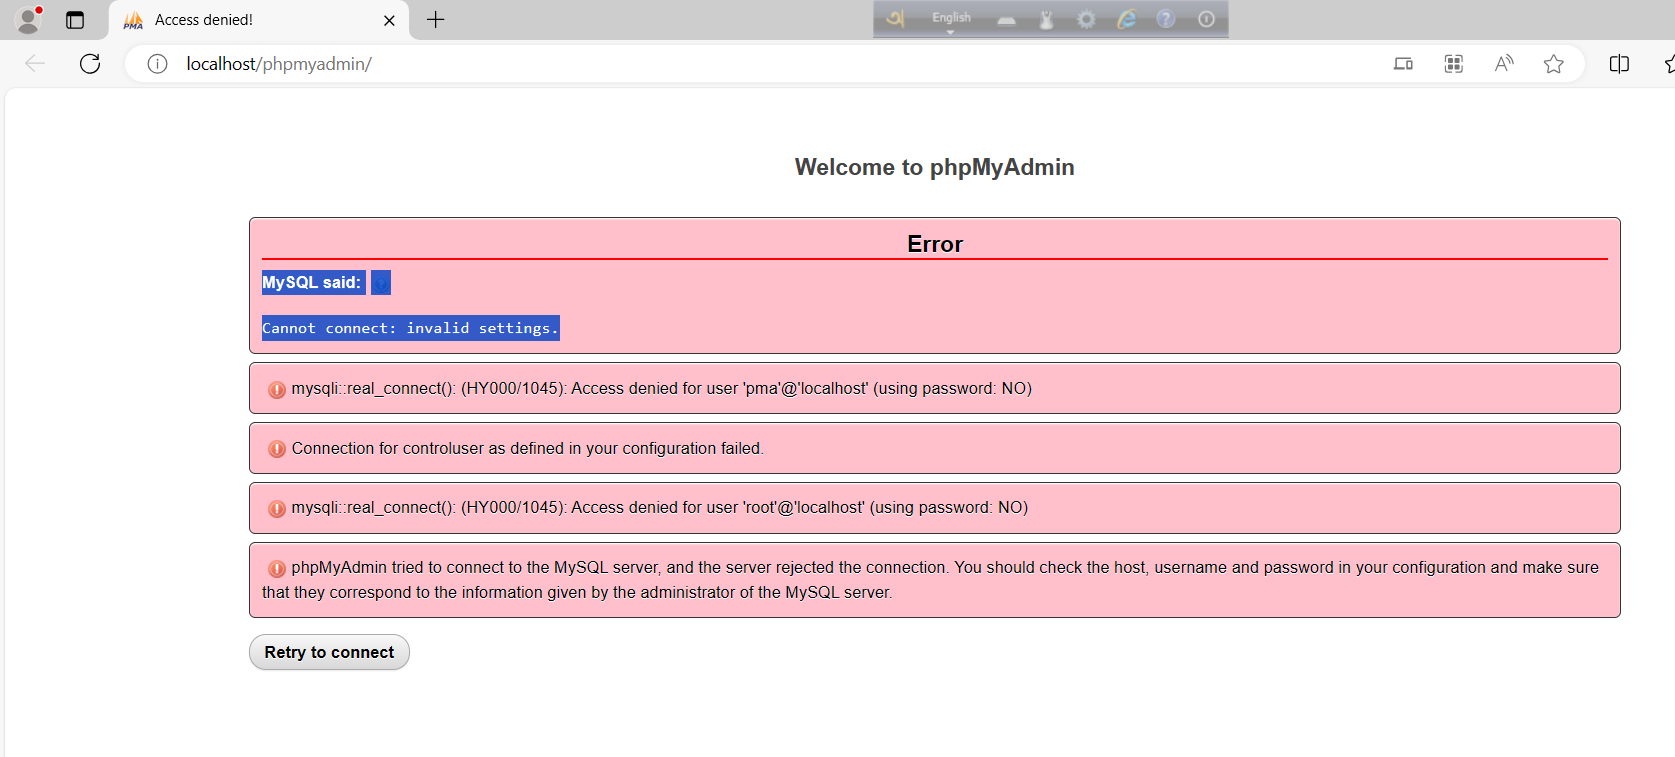 Access denied!
English
localhost/phpmyadmin/
Welcome to phpMyAdmin
Error
MySQL said:
Cannot connect: invalid settings.
mysqli::real_connect(): (HY000/1045): Access denied for user 'pma'@'localhost' (using password: NO)
Connection for controluser as defined in your configuration failed.
mysqli::real_connect(): (HY000/1045): Access denied for user 'root'@'localhost' (using password: NO)
phpMyAdmin tried to connect to the MySQL server, and the server rejected the connection. You should check the host, username and password in your configuration and make sure
that they correspond to the information given by the administrator of the MySQL server.
Retry to connect